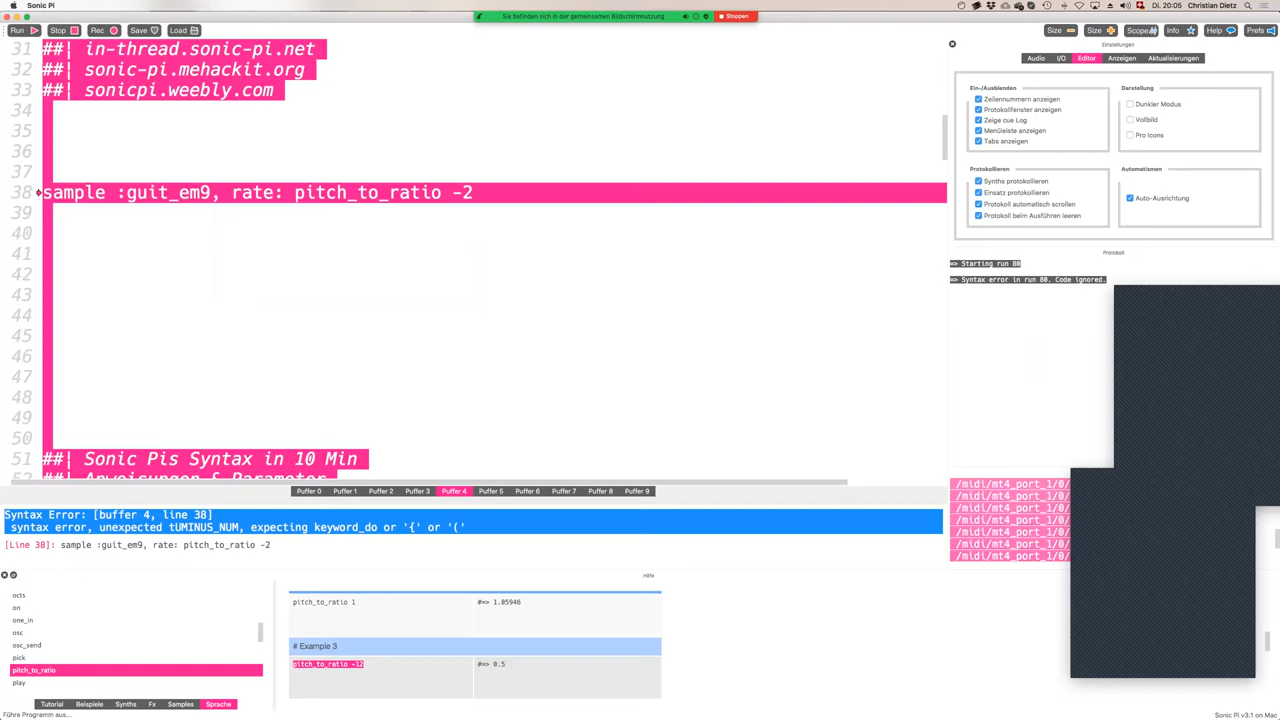 Sonic Pi
Di. 20:05 Christian Dietz
Sonic Pi
Sie befinden sich in der gemeinsamen Bildschirmnutzung. Stoppen
Run Stop Rec Save Load Size Size Scope Info Help Prefs
31 ##| in-thread.sonic-pi.net
32 ##| sonic-pi.mehackit.org
33 ##| sonicpi.weebly.com
34
35
36
37
38 sample :guit_em9, rate: pitch_to_ratio -2
39
40
41
42
43
44
45
46
47
48
49
50
51 ##| Sonic Pis Syntax in 10 Min
52 ##| Anweisungen & Parameter
Einstellungen
Audio I/O Editor Anzeigen Aktualisierungen
Ein-/Ausblenden
Zeilennummern anzeigen
Protokollfenster anzeigen
Zeige cue Log
Menüleiste anzeigen
Tabs anzeigen
Darstellung
Dunkler Modus
Vollbild
Pro Icons
Protokollieren
Synths protokollieren
Einsatz protokollieren
Protokoll automatisch scrollen
Protokoll beim Ausführen leeren
Automatismen
Auto-Ausrichtung
Protokoll
=> Starting run 80
=> Syntax error in run 80. Code ignored.
/midi/mt4_port_1/0/
/midi/mt4_port_1/0/
/midi/mt4_port_1/0/
/midi/mt4_port_1/0/
/midi/mt4_port_1/0/
/midi/mt4_port_1/0/
/midi/mt4_port_1/0/
Puffer 0 Puffer 1 Puffer 2 Puffer 3 Puffer 4 Puffer 5 Puffer 6 Puffer 7 Puffer 8 Puffer 9
Syntax Error: [buffer 4, line 38]
syntax error, unexpected tUMINUS_NUM, expecting keyword_do or '{' or '('
[Line 38]: sample :guit_em9, rate: pitch_to_ratio -2
Hilfe
octs
on
one_in
osc
osc_send
pick
pitch_to_ratio
play
pitch_to_ratio 1 #=> 1.05946
# Example 3
pitch_to_ratio -12 #=> 0.5
Tutorial Beispiele Synths Fx Samples Sprache
Führe Programm aus...
Sonic Pi v3.1 on Mac